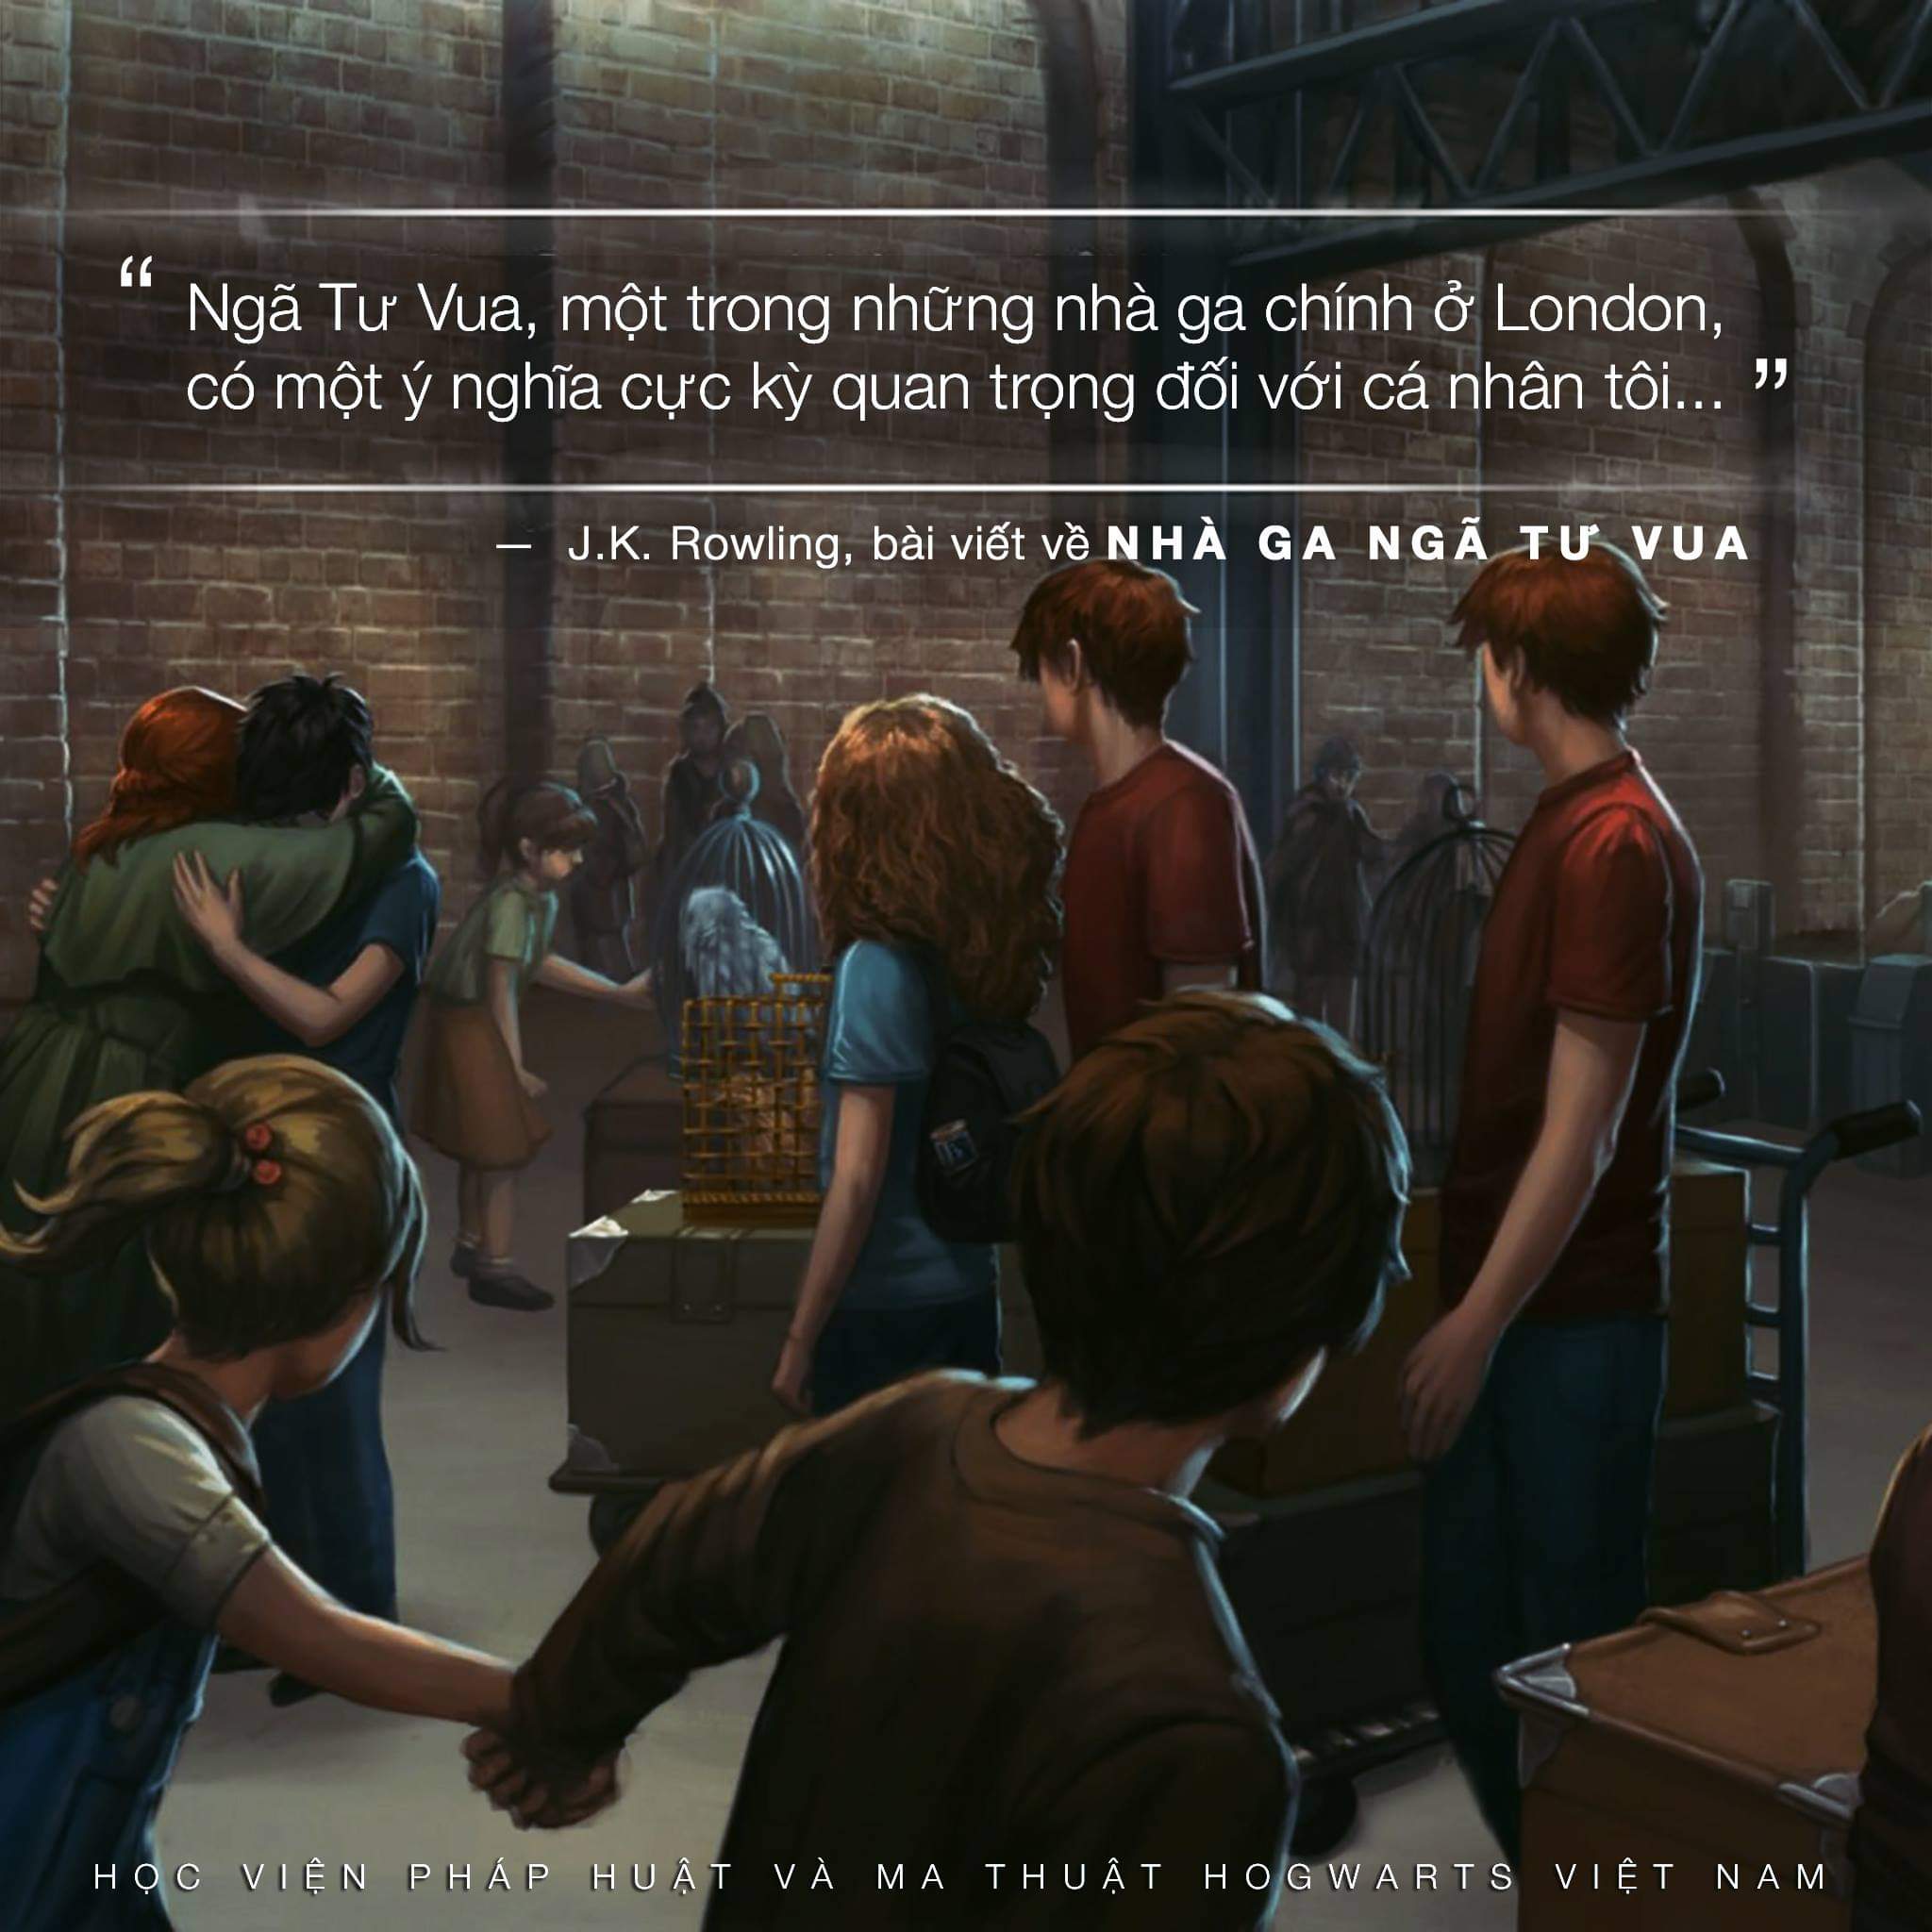 “ Ngã Tư Vua, một trong những nhà ga chính ở London,
có một ý nghĩa cực kỳ quan trọng đối với cá nhân tôi... ”
— J.K. Rowling, bài viết về NHÀ GA NGÃ TƯ VUA
HỌC VIỆN PHÁP HUẬT VÀ MA THUẬT HOGWARTS VIỆT NAM